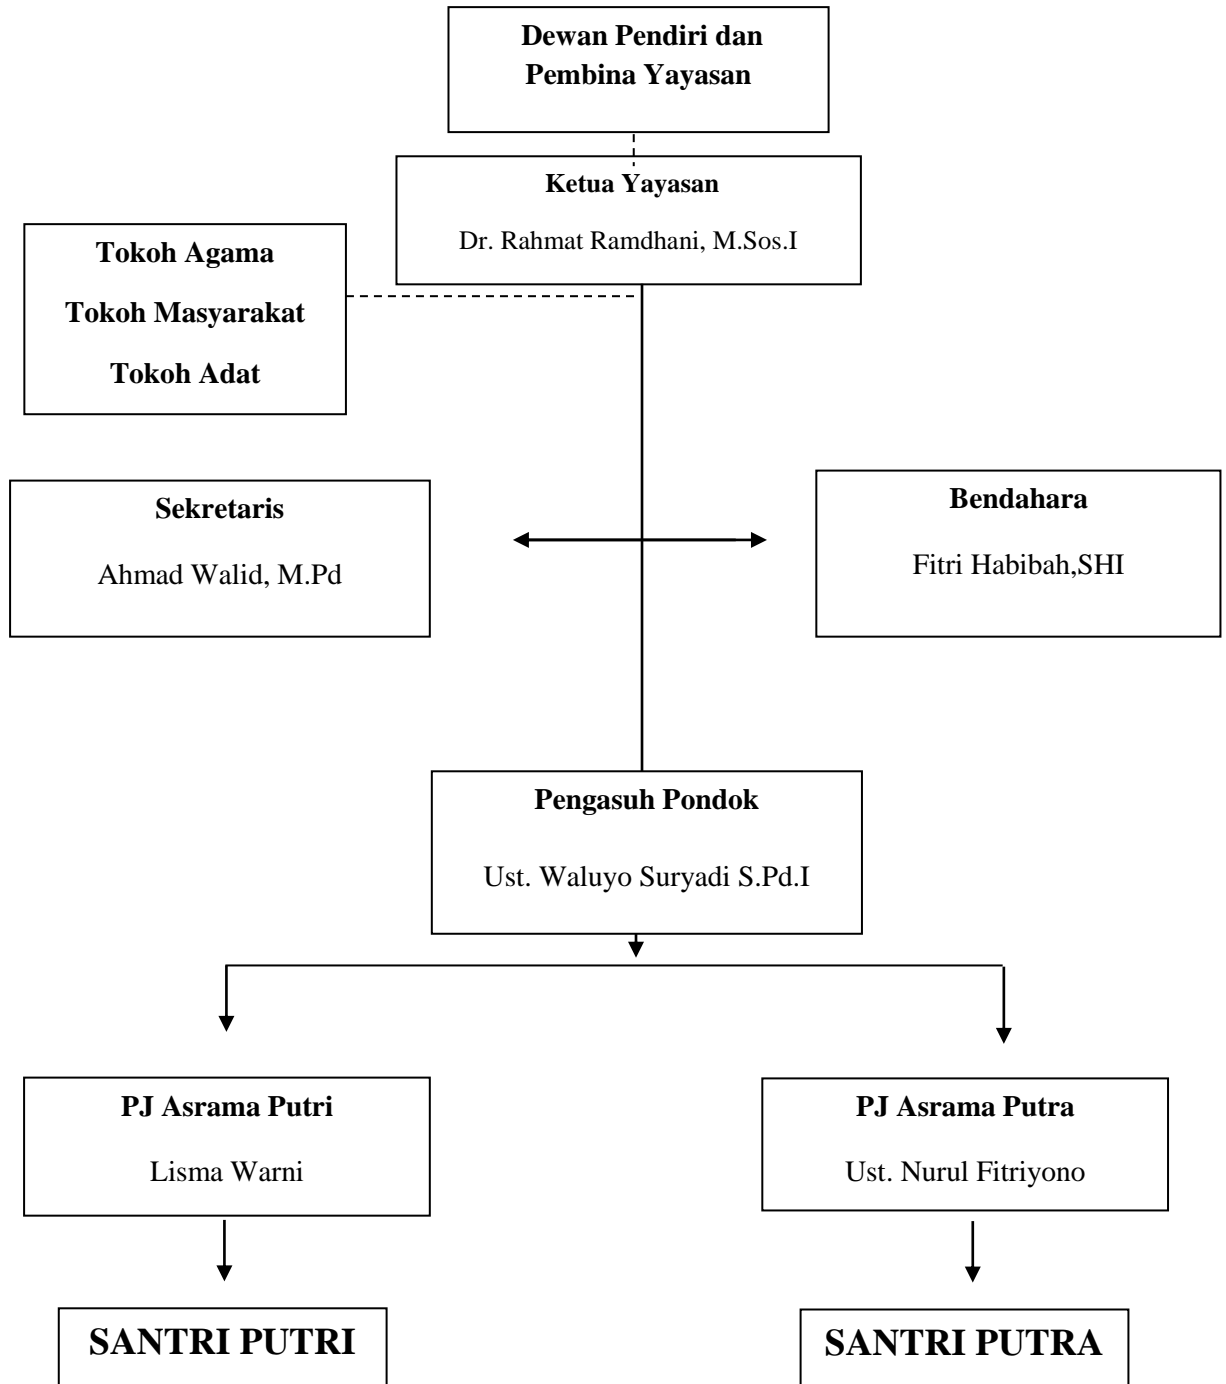 Dewan Pendiri dan
Pembina Yayasan
Ketua Yayasan
Dr. Rahmat Ramdhani, M.Sos.I
Tokoh Agama
Tokoh Masyarakat
Tokoh Adat
Sekretaris
Ahmad Walid, M.Pd
Bendahara
Fitri Habibah,SHI
Pengasuh Pondok
Ust. Waluyo Suryadi S.Pd.I
PJ Asrama Putri
Lisma Warni
PJ Asrama Putra
Ust. Nurul Fitriyono
SANTRI PUTRI
SANTRI PUTRA